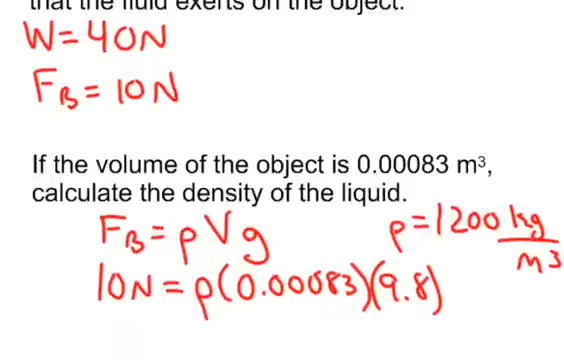 that the fluid exerts on the object.
W = 40N
FB = 10N
If the volume of the object is 0.00083 m³,
calculate the density of the liquid.
FB = ρVg
ρ = 1200 kg/m³
10N = ρ(0.00083)(9.8)